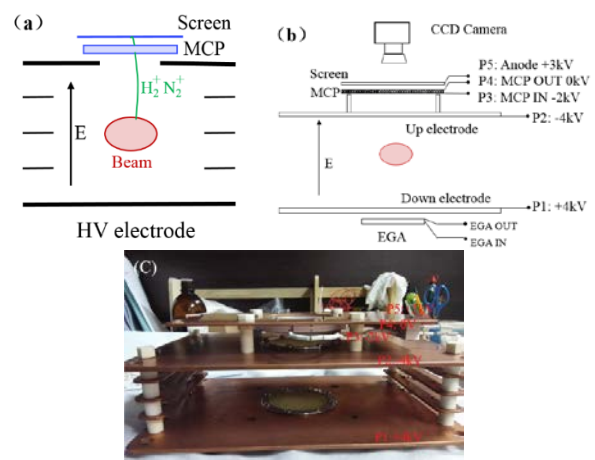 (a)
Screen
MCP
H₂⁺ N₂⁺
E
Beam
HV electrode
(b)
CCD Camera
P5: Anode +3kV
Screen
P4: MCP OUT 0kV
MCP
P3: MCP IN -2kV
P2: -4kV
Up electrode
E
Down electrode
P1: +4kV
EGA OUT
EGA
EGA IN
(C)